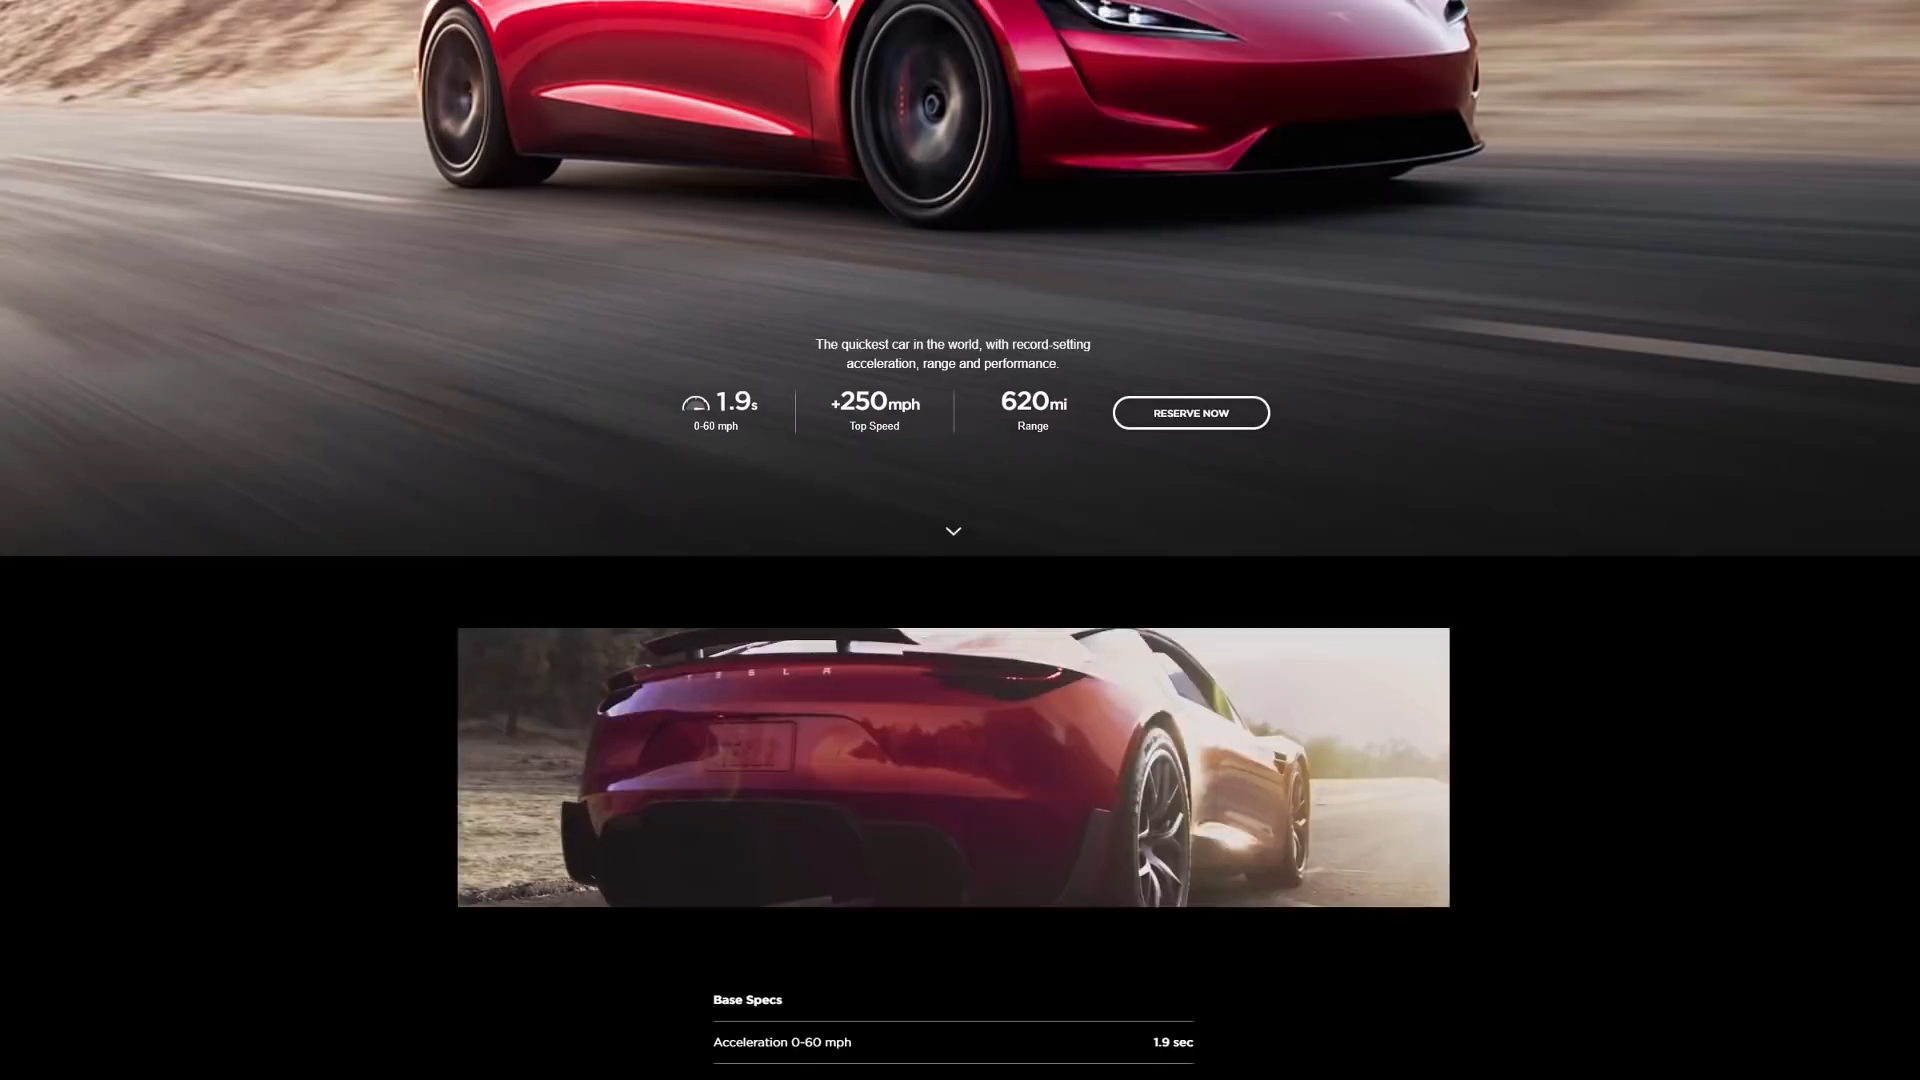 The quickest car in the world, with record-setting
acceleration, range and performance.
1.9s
0-60 mph
+250mph
Top Speed
620mi
Range
RESERVE NOW
TESLA
Base Specs
Acceleration 0-60 mph
1.9 sec